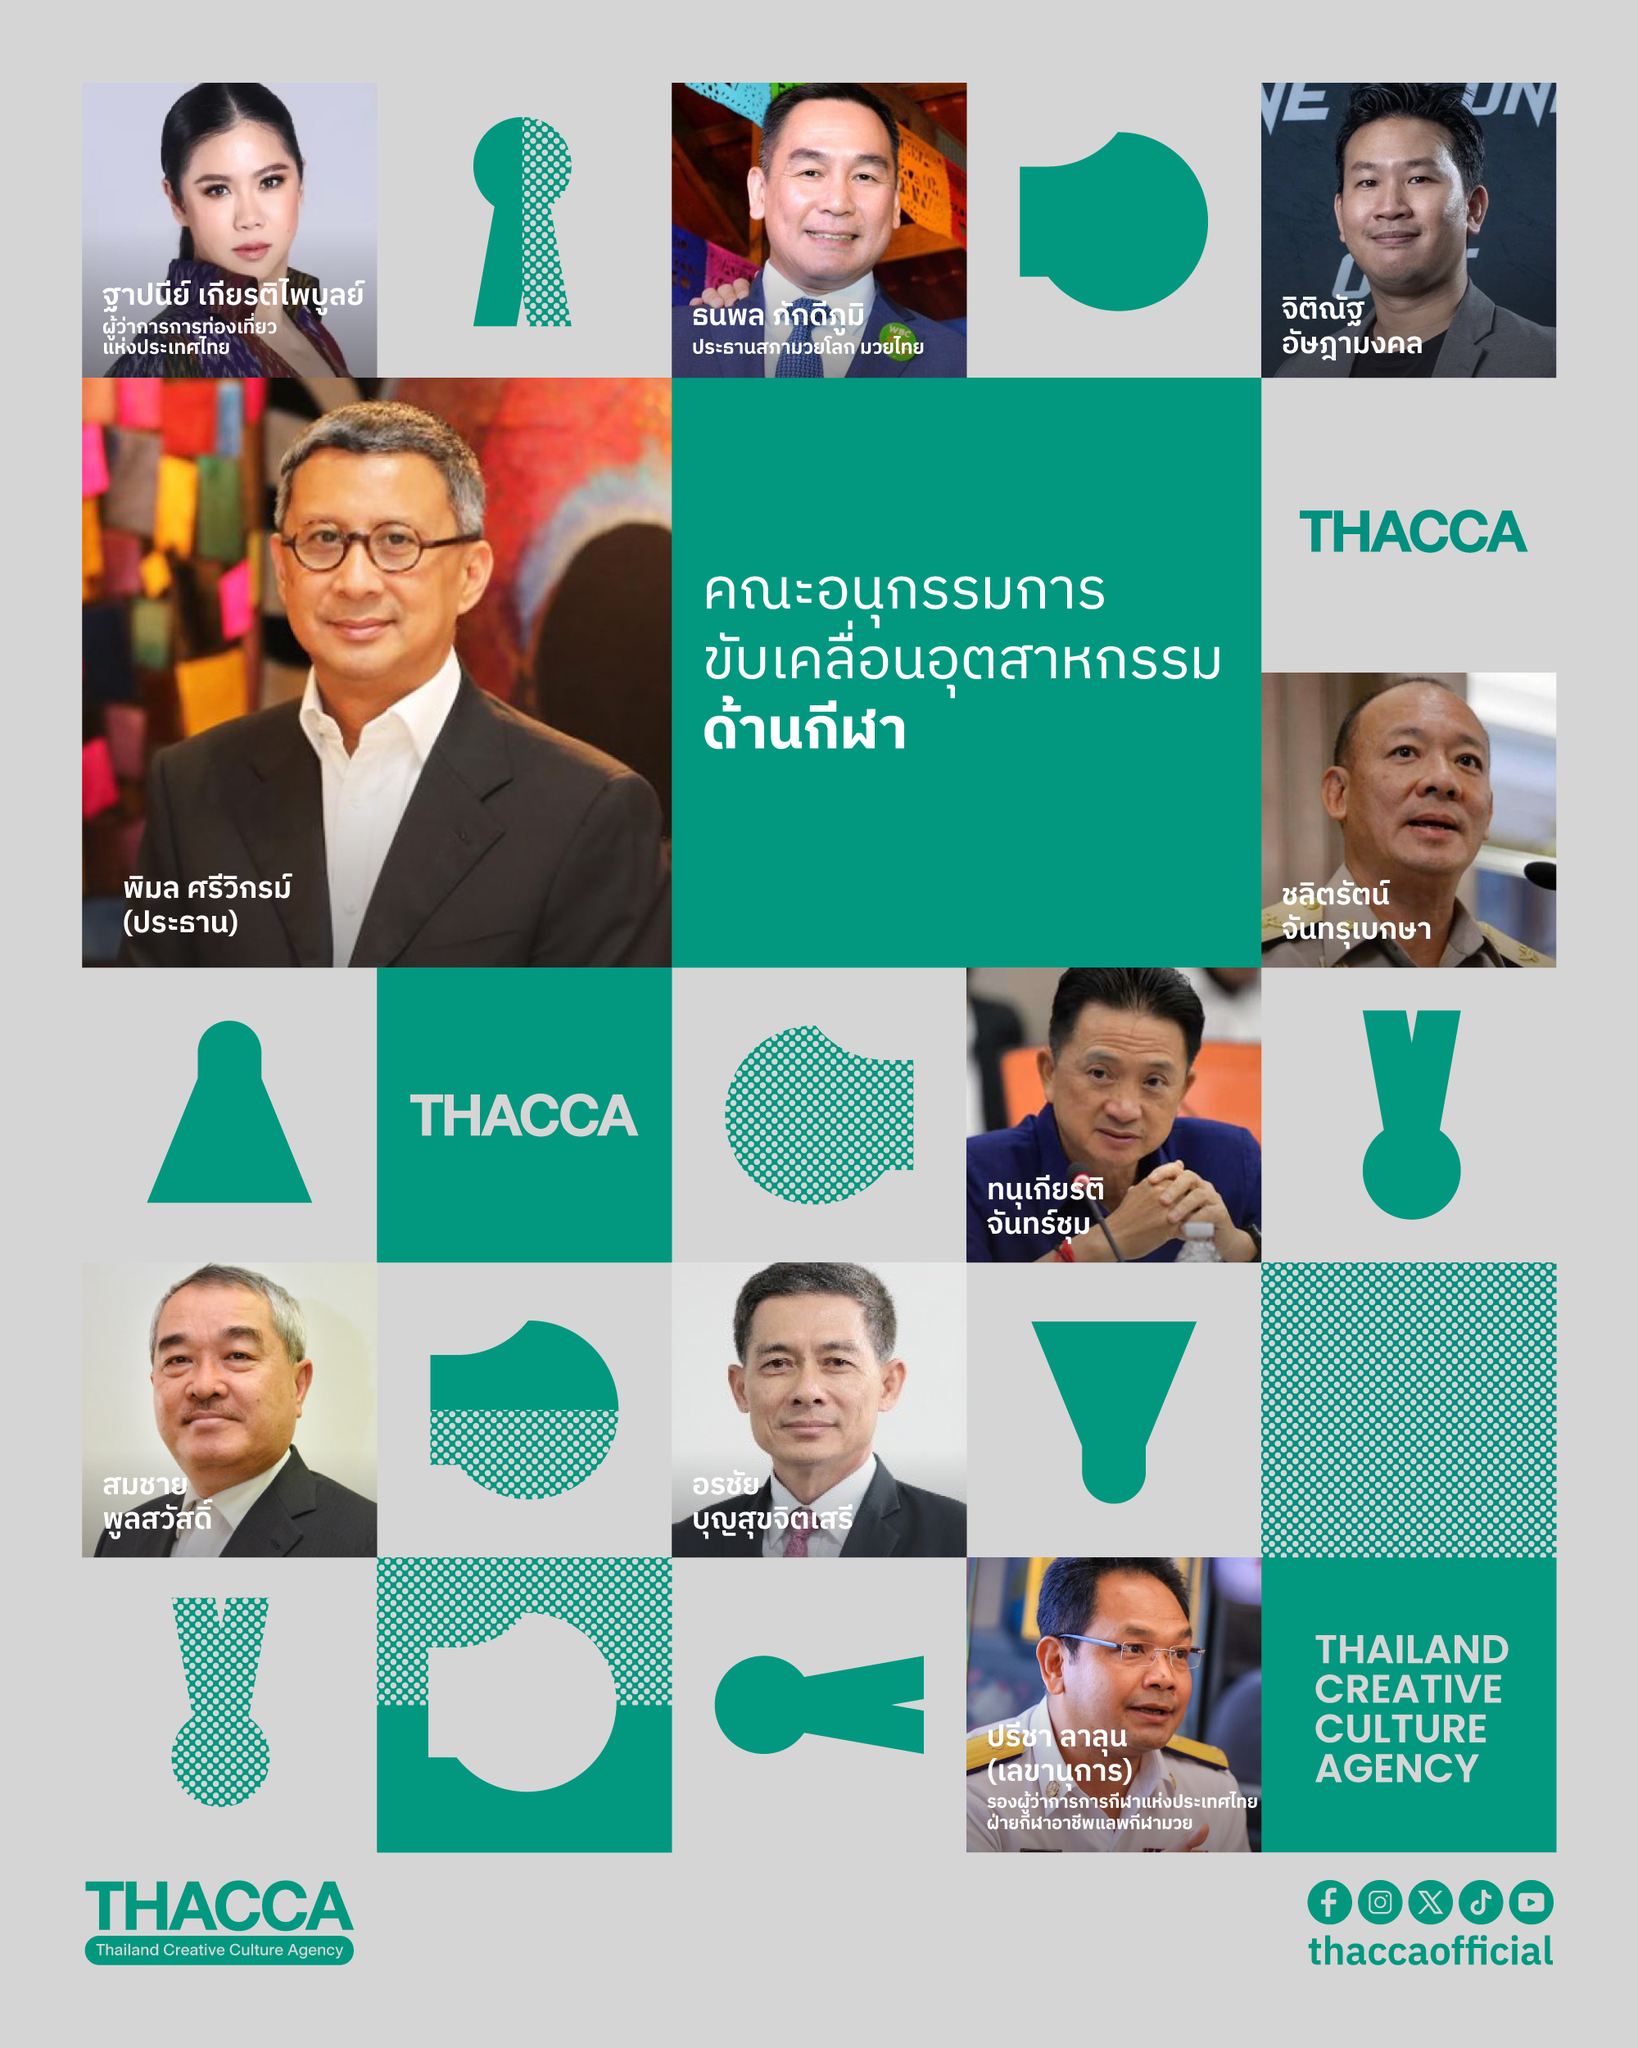 ฐาปนีย์ เกียรติไพบูลย์
ผู้ว่าการการท่องเที่ยว
แห่งประเทศไทย
ธนพล ภักดีภูมิ
ประธานสภามวยโลก มวยไทย
WBC
NE
ONE
จิติณัฐ
อัษฎามงคล
พิมล ศรีวิกรม์
(ประธาน)
คณะอนุกรรมการ
ขับเคลื่อนอุตสาหกรรม
ด้านกีฬา
THACCA
ชลิตรัตน์
จันทรุเบกษา
THACCA
ทนุเกียรติ
จันทร์ชุม
สมชาย
พูลสวัสดิ์
อรชัย
บุญสุขจิตเสรี
ปรีชา ลาลุน
(เลขานุการ)
รองผู้ว่าการการกีฬาแห่งประเทศไทย
ฝ่ายกีฬาอาชีพแลพกีฬามวย
THAILAND
CREATIVE
CULTURE
AGENCY
THACCA
Thailand Creative Culture Agency
thaccaofficial